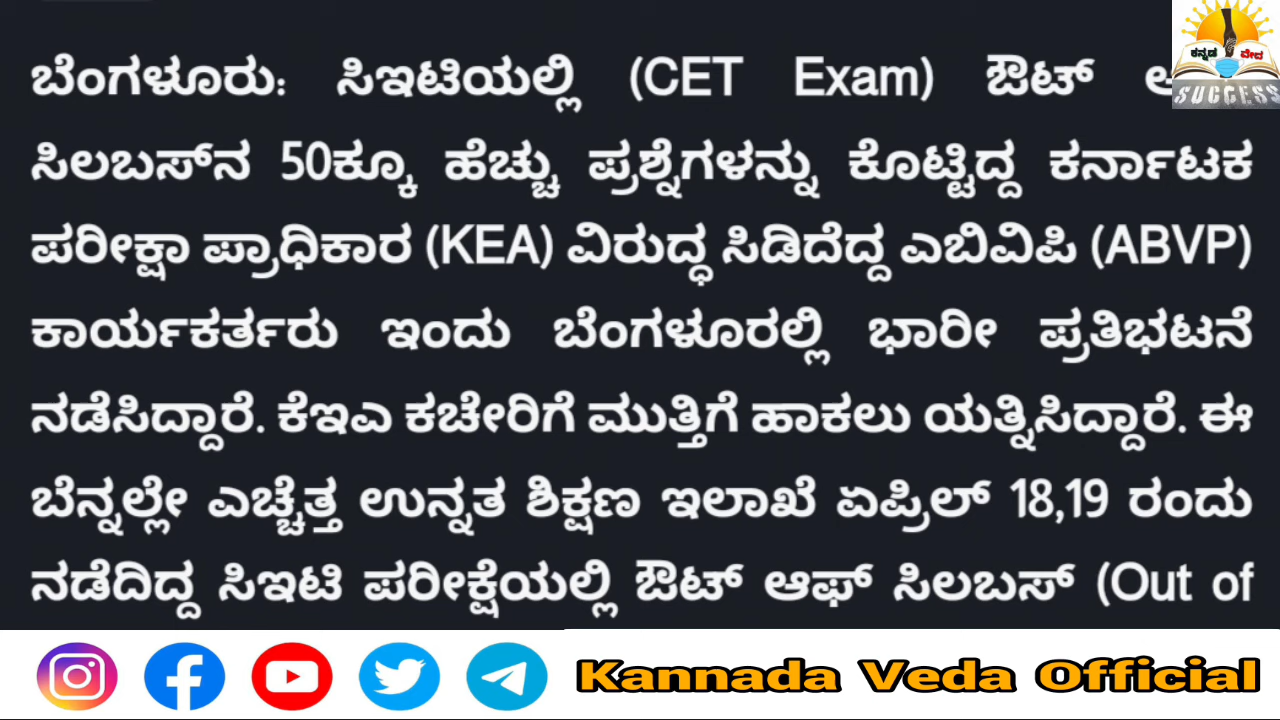 ಬೆಂಗಳೂರು: ಸಿಇಟಿಯಲ್ಲಿ (CET Exam) ಔಟ್
ಸಿಲಬಸ್‌ನ 50ಕ್ಕೂ ಹೆಚ್ಚು ಪ್ರಶ್ನೆಗಳನ್ನು ಕೊಟ್ಟಿದ್ದ ಕರ್ನಾಟಕ
ಪರೀಕ್ಷಾ ಪ್ರಾಧಿಕಾರ (KEA) ವಿರುದ್ಧ ಸಿಡಿದೆದ್ದ ಎಬಿವಿಪಿ (ABVP)
ಕಾರ್ಯಕರ್ತರು ಇಂದು ಬೆಂಗಳೂರಲ್ಲಿ ಭಾರೀ ಪ್ರತಿಭಟನೆ
ನಡೆಸಿದ್ದಾರೆ. ಕೆಇಎ ಕಚೇರಿಗೆ ಮುತ್ತಿಗೆ ಹಾಕಲು ಯತ್ನಿಸಿದ್ದಾರೆ. ಈ
ಬೆನ್ನಲ್ಲೇ ಎಚ್ಚೆತ್ತ ಉನ್ನತ ಶಿಕ್ಷಣ ಇಲಾಖೆ ಏಪ್ರಿಲ್ 18,19 ರಂದು
ನಡೆದಿದ್ದ ಸಿಇಟಿ ಪರೀಕ್ಷೆಯಲ್ಲಿ ಔಟ್ ಆಫ್ ಸಿಲಬಸ್ (Out of
ಕನ್ನಡ ವೇದ
SUCCESS
Kannada Veda Official